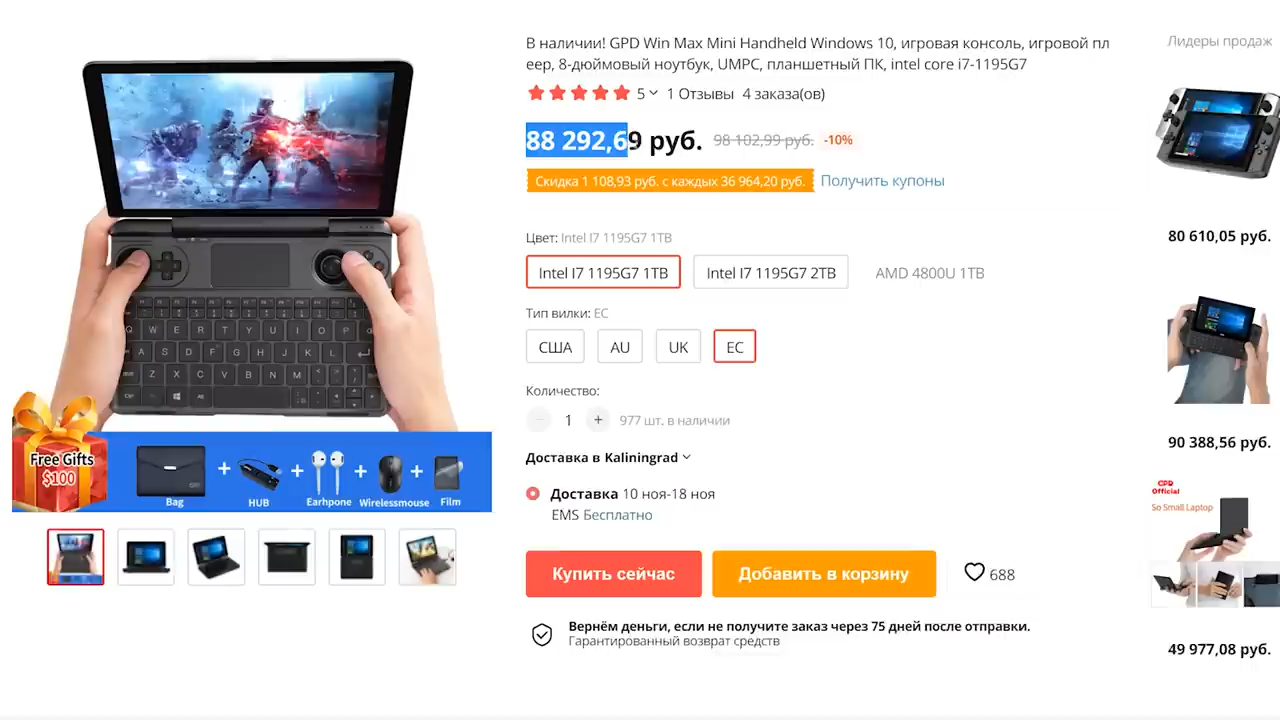 В наличии! GPD Win Max Mini Handheld Windows 10, игровая консоль, игровой пл
еер, 8-дюймовый ноутбук, UMPC, планшетный ПК, intel core i7-1195G7
5 1 Отзывы 4 заказа(ов)
88 292,69 руб. 98 102,99 руб. -10%
Скидка 1 108,93 руб. с каждых 36 964,20 руб. Получить купоны
Цвет: Intel I7 1195G7 1TB
Intel I7 1195G7 1TB Intel I7 1195G7 2TB AMD 4800U 1TB
Тип вилки: ЕС
США AU UK ЕС
Количество:
1 + 977 шт. в наличии
Доставка в Kaliningrad
Доставка 10 ноя-18 ноя
EMS Бесплатно
Купить сейчас Добавить в корзину 688
Вернём деньги, если не получите заказ через 75 дней после отправки.
Гарантированный возврат средств
Free Gifts
$100
Bag + HUB + Earhpone + Wirelessmouse + Film
Q W E R T Y U I O P
A S D F G H J K L
Z X C V B N M
Лидеры продаж
80 610,05 руб.
90 388,56 руб.
GPD
Official
So Small Laptop
49 977,08 руб.